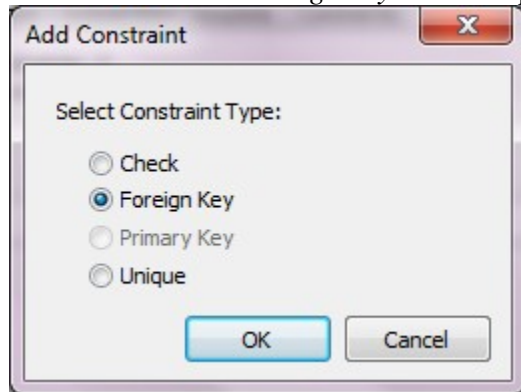 Add Constraint
Select Constraint Type:
Check
Foreign Key
Primary Key
Unique
OK Cancel